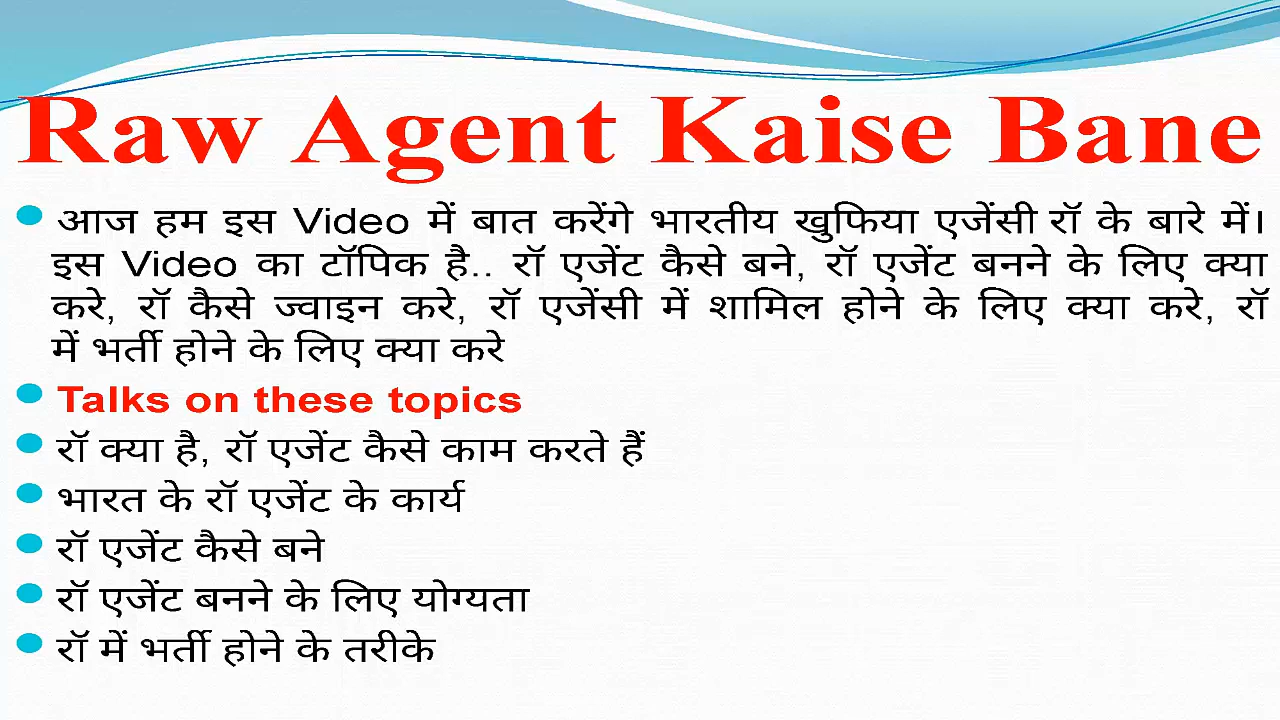 Raw Agent Kaise Bane
आज हम इस Video में बात करेंगे भारतीय खुफिया एजेंसी रॉ के बारे में।
इस Video का टॉपिक है.. रॉ एजेंट कैसे बने, रॉ एजेंट बनने के लिए क्या
करे, रॉ कैसे ज्वाइन करे, रॉ एजेंसी में शामिल होने के लिए क्या करे, रॉ
में भर्ती होने के लिए क्या करे
Talks on these topics
रॉ क्या है, रॉ एजेंट कैसे काम करते हैं
भारत के रॉ एजेंट के कार्य
रॉ एजेंट कैसे बने
रॉ एजेंट बनने के लिए योग्यता
रॉ में भर्ती होने के तरीके